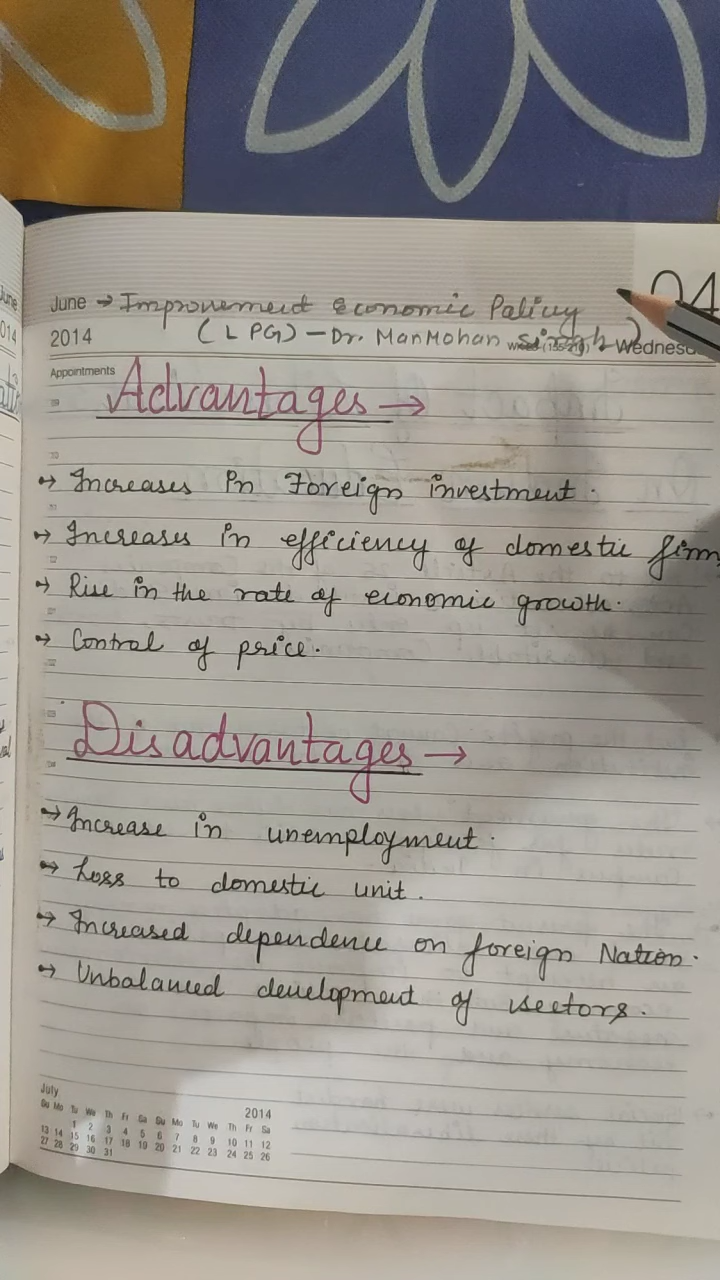 04
June → Improvement Economic Policy
2014 (LPG) - Dr. ManMohan Singh)
Wednesd
Appointments
Advantages →
→ Increases in Foreign investment.
→ Increases in efficiency of domestic firm
→ Rise in the rate of economic growth.
→ Control of price.
Disadvantages →
→ Increase in unemployment.
→ Loss to domestic unit.
→ Increased dependence on foreign Nation.
→ Unbalanced development of sectors.
July 2014
Su Mo Tu We Th Fr Sa Su Mo Tu We Th Fr Sa
1 2 3 4 5 6 7 8 9 10 11 12
13 14 15 16 17 18 19 20 21 22 23 24 25 26
27 28 29 30 31